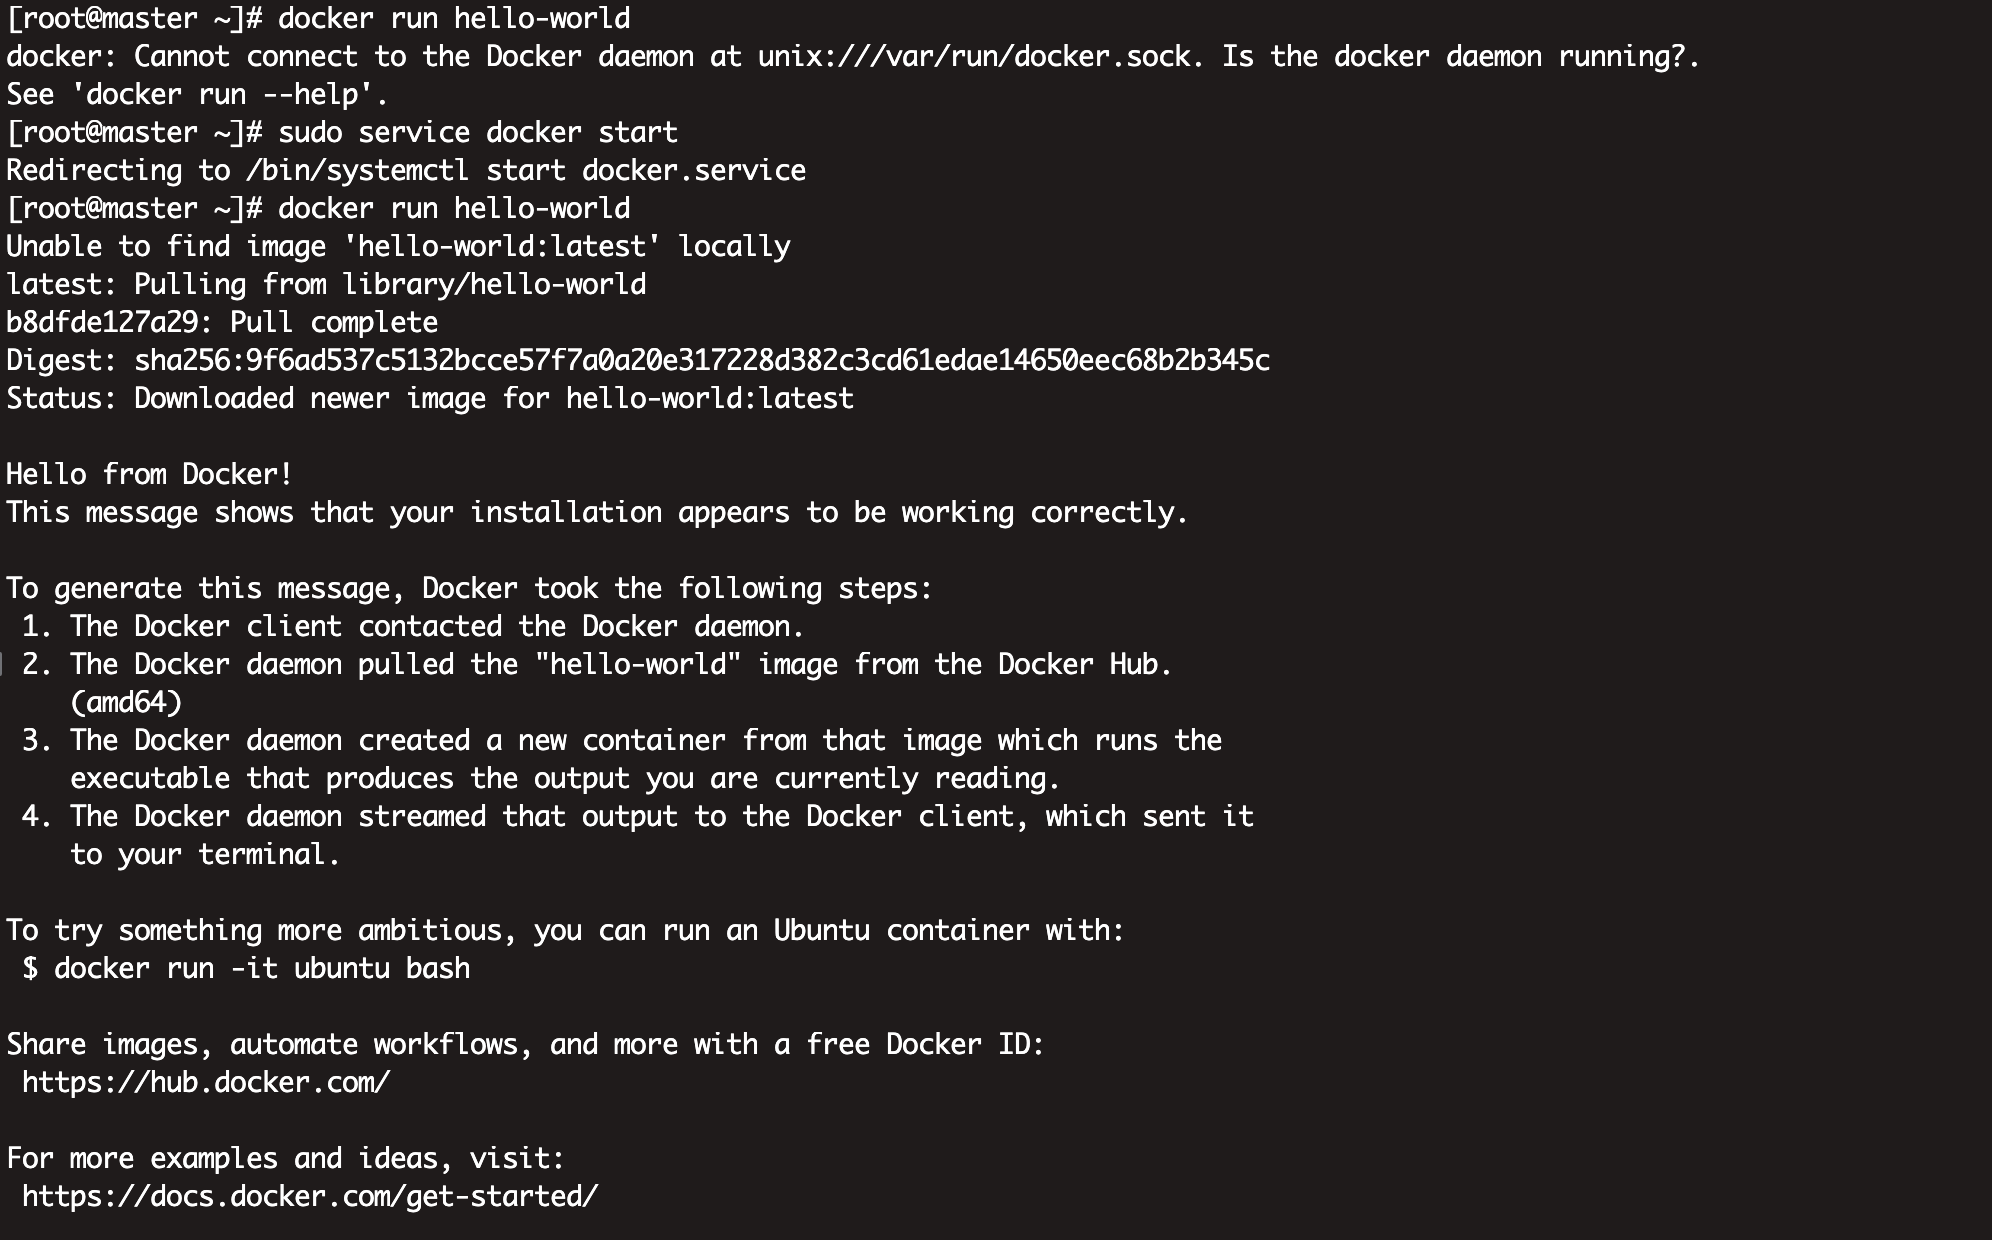 [root@master ~]# docker run hello-world
docker: Cannot connect to the Docker daemon at unix:///var/run/docker.sock. Is the docker daemon running?.
See 'docker run --help'.
[root@master ~]# sudo service docker start
Redirecting to /bin/systemctl start docker.service
[root@master ~]# docker run hello-world
Unable to find image 'hello-world:latest' locally
latest: Pulling from library/hello-world
b8dfde127a29: Pull complete
Digest: sha256:9f6ad537c5132bcce57f7a0a20e317228d382c3cd61edae14650eec68b2b345c
Status: Downloaded newer image for hello-world:latest

Hello from Docker!
This message shows that your installation appears to be working correctly.

To generate this message, Docker took the following steps:
 1. The Docker client contacted the Docker daemon.
 2. The Docker daemon pulled the "hello-world" image from the Docker Hub.
    (amd64)
 3. The Docker daemon created a new container from that image which runs the
    executable that produces the output you are currently reading.
 4. The Docker daemon streamed that output to the Docker client, which sent it
    to your terminal.

To try something more ambitious, you can run an Ubuntu container with:
 $ docker run -it ubuntu bash

Share images, automate workflows, and more with a free Docker ID:
 https://hub.docker.com/

For more examples and ideas, visit:
 https://docs.docker.com/get-started/